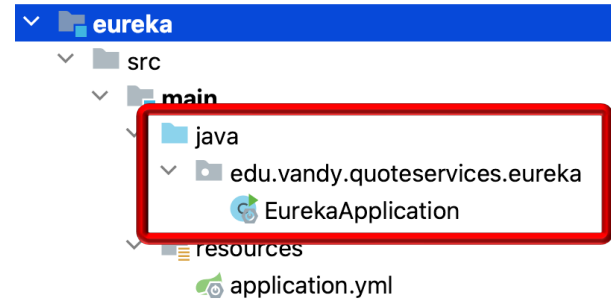 eureka
src
main
java
edu.vandy.quoteservices.eureka
EurekaApplication
resources
application.yml